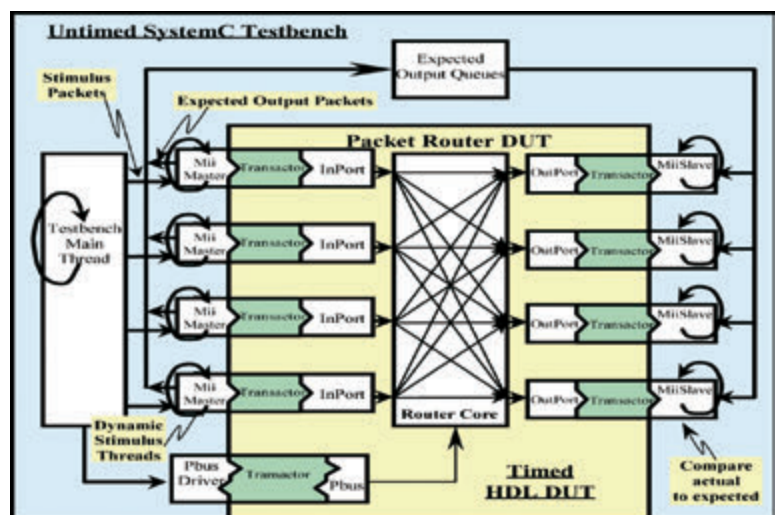 Untimed SystemC Testbench
Stimulus
Packets
Expected Output Packets
Expected
Output Queues
Packet Router DUT
Testbench
Main
Thread
Mii
Master
Transactor
InPort
OutPort
Transactor
MiiSlave
Mii
Master
Transactor
InPort
OutPort
Transactor
MiiSlave
Mii
Master
Transactor
InPort
OutPort
Transactor
MiiSlave
Mii
Master
Transactor
InPort
OutPort
Transactor
MiiSlave
Router Core
Dynamic
Stimulus
Threads
Pbus
Driver
Transactor
Pbus
Timed
HDL DUT
Compare
actual
to expected